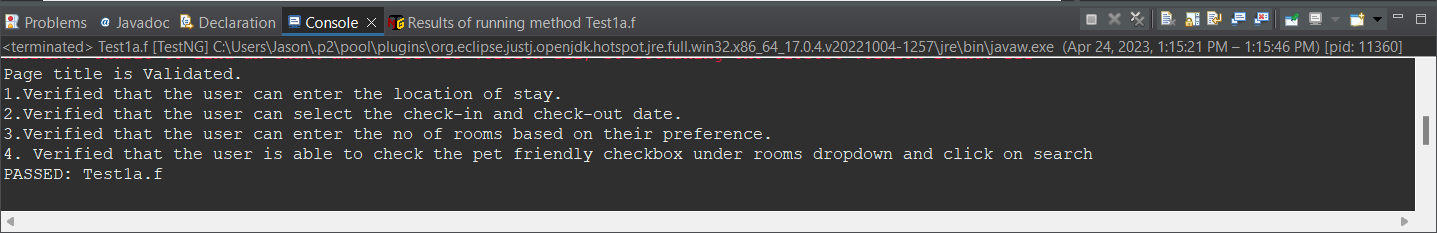 Problems @ Javadoc Declaration Console Results of running method Test1a.f
<terminated> Test1a.f [TestNG] C:\Users\Jason\.p2\pool\plugins\org.eclipse.justj.openjdk.hotspot.jre.full.win32.x86_64_17.0.4.v20221004-1257\jre\bin\javaw.exe (Apr 24, 2023, 1:15:21 PM – 1:15:46 PM) [pid: 11360]
Page title is Validated.
1.Verified that the user can enter the location of stay.
2.Verified that the user can select the check-in and check-out date.
3.Verified that the user can enter the no of rooms based on their preference.
4. Verified that the user is able to check the pet friendly checkbox under rooms dropdown and click on search
PASSED: Test1a.f